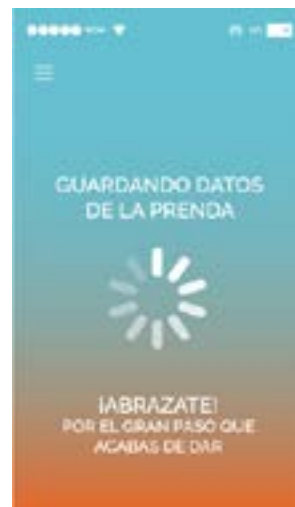 GUARDANDO DATOS
DE LA PRENDA
¡ABRAZATE!
POR EL GRAN PASO QUE
ACABAS DE DAR